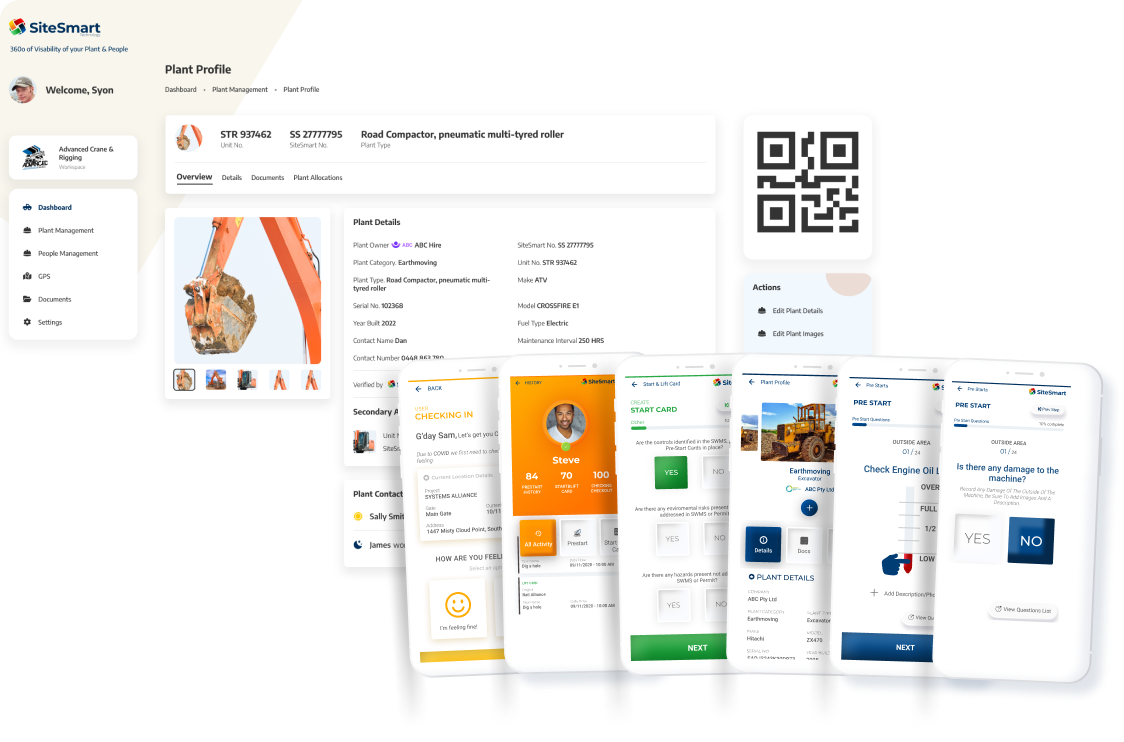 SiteSmart
360o of Visability of your Plant & People
Welcome, Syon
Advanced Crane &
Rigging
Workspace
Dashboard
Plant Management
People Management
GPS
Documents
Settings
Plant Profile
Dashboard • Plant Management • Plant Profile
STR 937462
Unit No.
SS 27777795
SiteSmart No.
Road Compactor, pneumatic multi-tyred roller
Plant Type
Overview Details Documents Plant Allocations
Plant Details
Plant Owner ABC ABC Hire
SiteSmart No. SS 27777795
Plant Category. Earthmoving
Unit No. STR 937462
Plant Type. Road Compactor, pneumatic multi-
tyred roller
Make ATV
Serial No. 102368
Model CROSSFIRE E1
Year Built 2022
Fuel Type Electric
Contact Name Dan
Maintenance Interval 250 HRS
Contact Number 0448 863 780
Verified by
Secondary A
Unit N
SiteSm
Plant Contact
Sally Smit
James wo
Actions
Edit Plant Details
Edit Plant Images
BACK
USER
CHECKING IN
G'day Sam, Let's get you C
Due to COVID we first need to che
feeling
Current Location Details
Project
SYSTEMS ALLIANCE
Gate
Main Gate
10/11
Address
1447 Misty Cloud Point, South
HOW ARE YOU FEELI
Select an opt
I'm feeling fine!
HISTORY
SiteSmart
Steve
84
PRESTART
HISTORY
70
START&LIFT
CARD
100
CHECKING
CHECKOUT
All Activity
Prestart
Start
Ca
Dig a hole
09/11/2020 - 10:00 AM
LIFT CARD
Rail Alliance
Dig a hole
09/11/2020 - 10:00 AM
Start & Lift Card
Sit
CREATE
START CARD
Other
Are the controls identified in the SWMS,
Pre-Start Cards in place?
YES
NO
Are there any enviromental risks present
addressed in SWMS or Permit
YES
NO
Are there any hazards present not ad
SWMS or Permit?
YES
NO
NEXT
Plant Profile
Earthmoving
Excavator
ABC Pty Ltd
Details
Docs
PLANT DETAILS
COMPANY
ABC Pty Ltd
PLANT CATEGORY
Earthmoving
PLANT TYPE
Excavator
MAKE
Hitachi
MODEL
ZX470
SERIAL NO
Pre Starts
PRE START
Pre Start Questions
OUTSIDE AREA
01 / 24
Check Engine Oil L
OVER
FULL
1/2
LOW
Add Description/Pho
View Qu
NEXT
Pre Starts
SiteSmart
PRE START
Prev Step
Pre Start Questions
10% complete
OUTSIDE AREA
01 / 24
Is there any damage to the
machine?
Record Any Damage Of The Outside Of The
Machine, Be Sure To Add Images And A
Description.
YES
NO
View Questions List